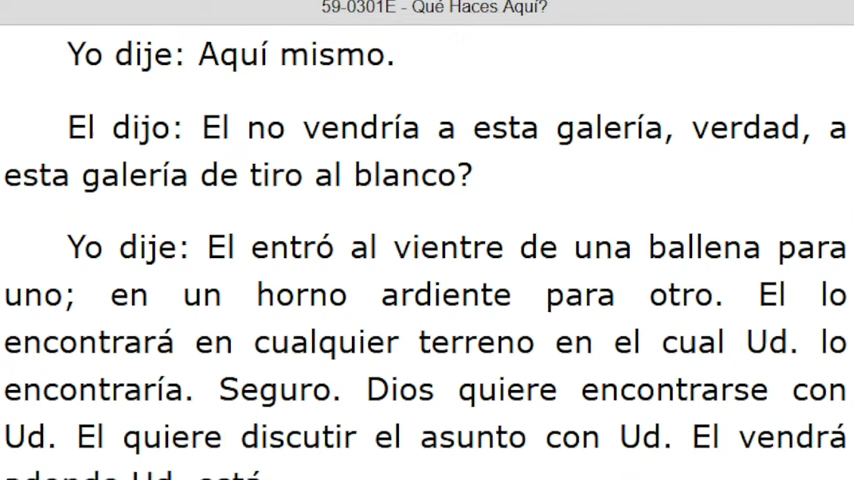 59-0301E - Qué Haces Aquí?
Yo dije: Aquí mismo.
El dijo: El no vendría a esta galería, verdad, a
esta galería de tiro al blanco?
Yo dije: El entró al vientre de una ballena para
uno; en un horno ardiente para otro. El lo
encontrará en cualquier terreno en el cual Ud. lo
encontraría. Seguro. Dios quiere encontrarse con
Ud. El quiere discutir el asunto con Ud. El vendrá
adonde Ud. está.